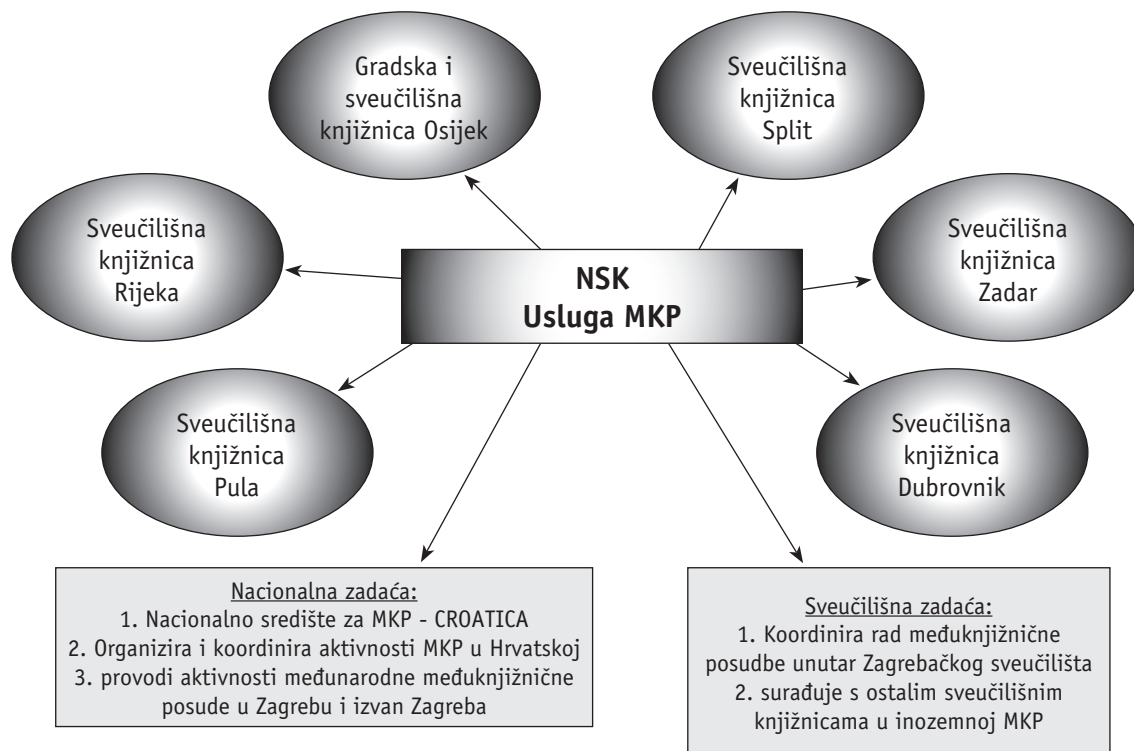 Gradska i
sveučilišna
knjižnica Osijek
Sveučilišna
knjižnica
Split
Sveučilišna
knjižnica
Rijeka
NSK
Usluga MKP
Sveučilišna
knjižnica
Zadar
Sveučilišna
knjižnica
Pula
Sveučilišna
knjižnica
Dubrovnik
Nacionalna zadaća:
1. Nacionalno središte za MKP - CROATICA
2. Organizira i koordinira aktivnosti MKP u Hrvatskoj
3. provodi aktivnosti međunarodne međuknjižnične
posude u Zagrebu i izvan Zagreba
Sveučilišna zadaća:
1. Koordinira rad međuknjižnične
posudbe unutar Zagrebačkog sveučilišta
2. surađuje s ostalim sveučilišnim
knjižnicama u inozemnoj MKP